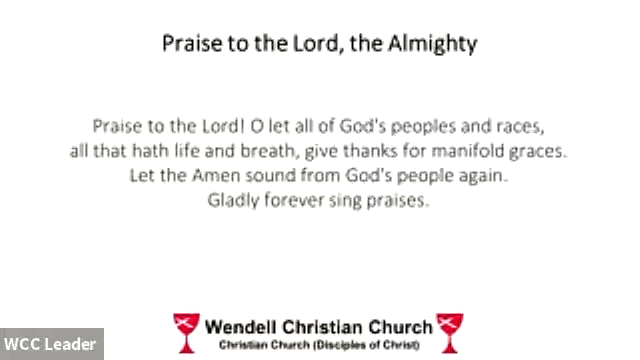 Praise to the Lord, the Almighty
Praise to the Lord! O let all of God's peoples and races,
all that hath life and breath, give thanks for manifold graces.
Let the Amen sound from God's people again.
Gladly forever sing praises.
Wendell Christian Church
Christian Church (Disciples of Christ)
WCC Leader